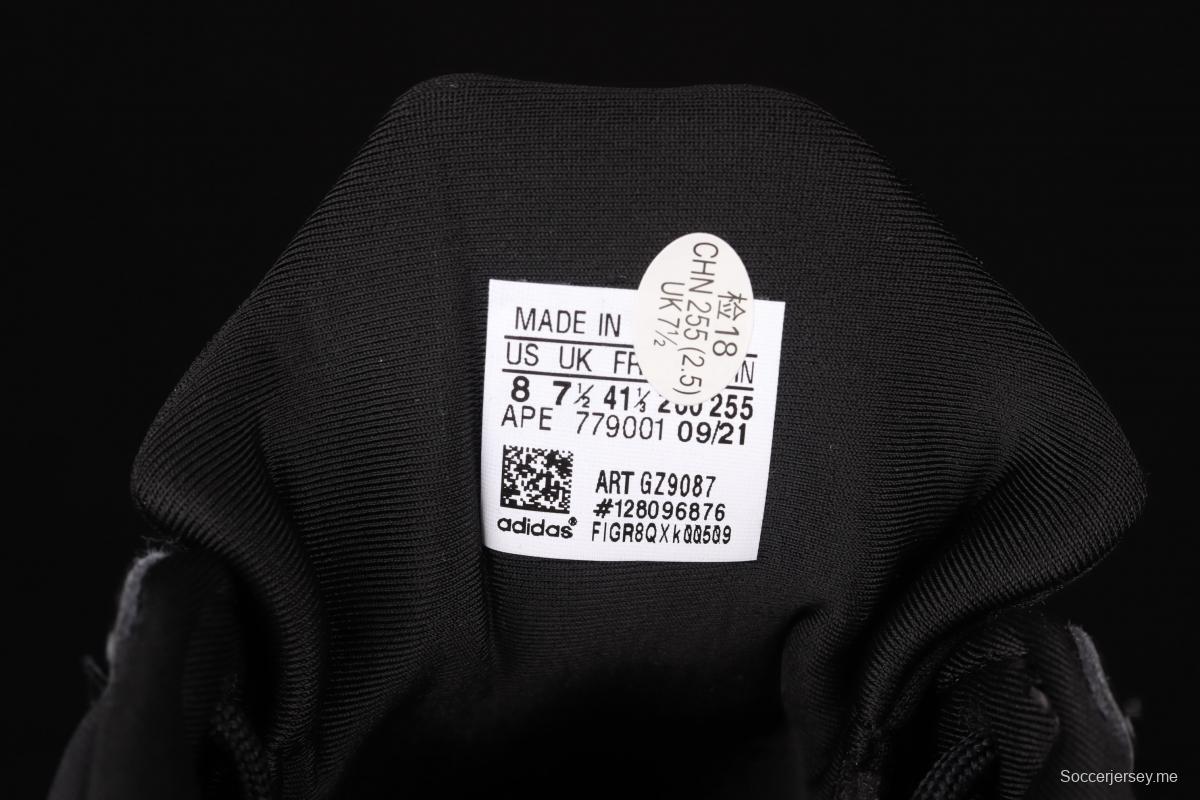 检18
CHN 255 (2.5)
UK 7½
MADE IN
US UK FR
8 7½ 41⅓ 255
APE 779001 09/21
ART GZ9087
#128096876
adidas®
FIGR8QXkQQ509
Soccerjersey.me